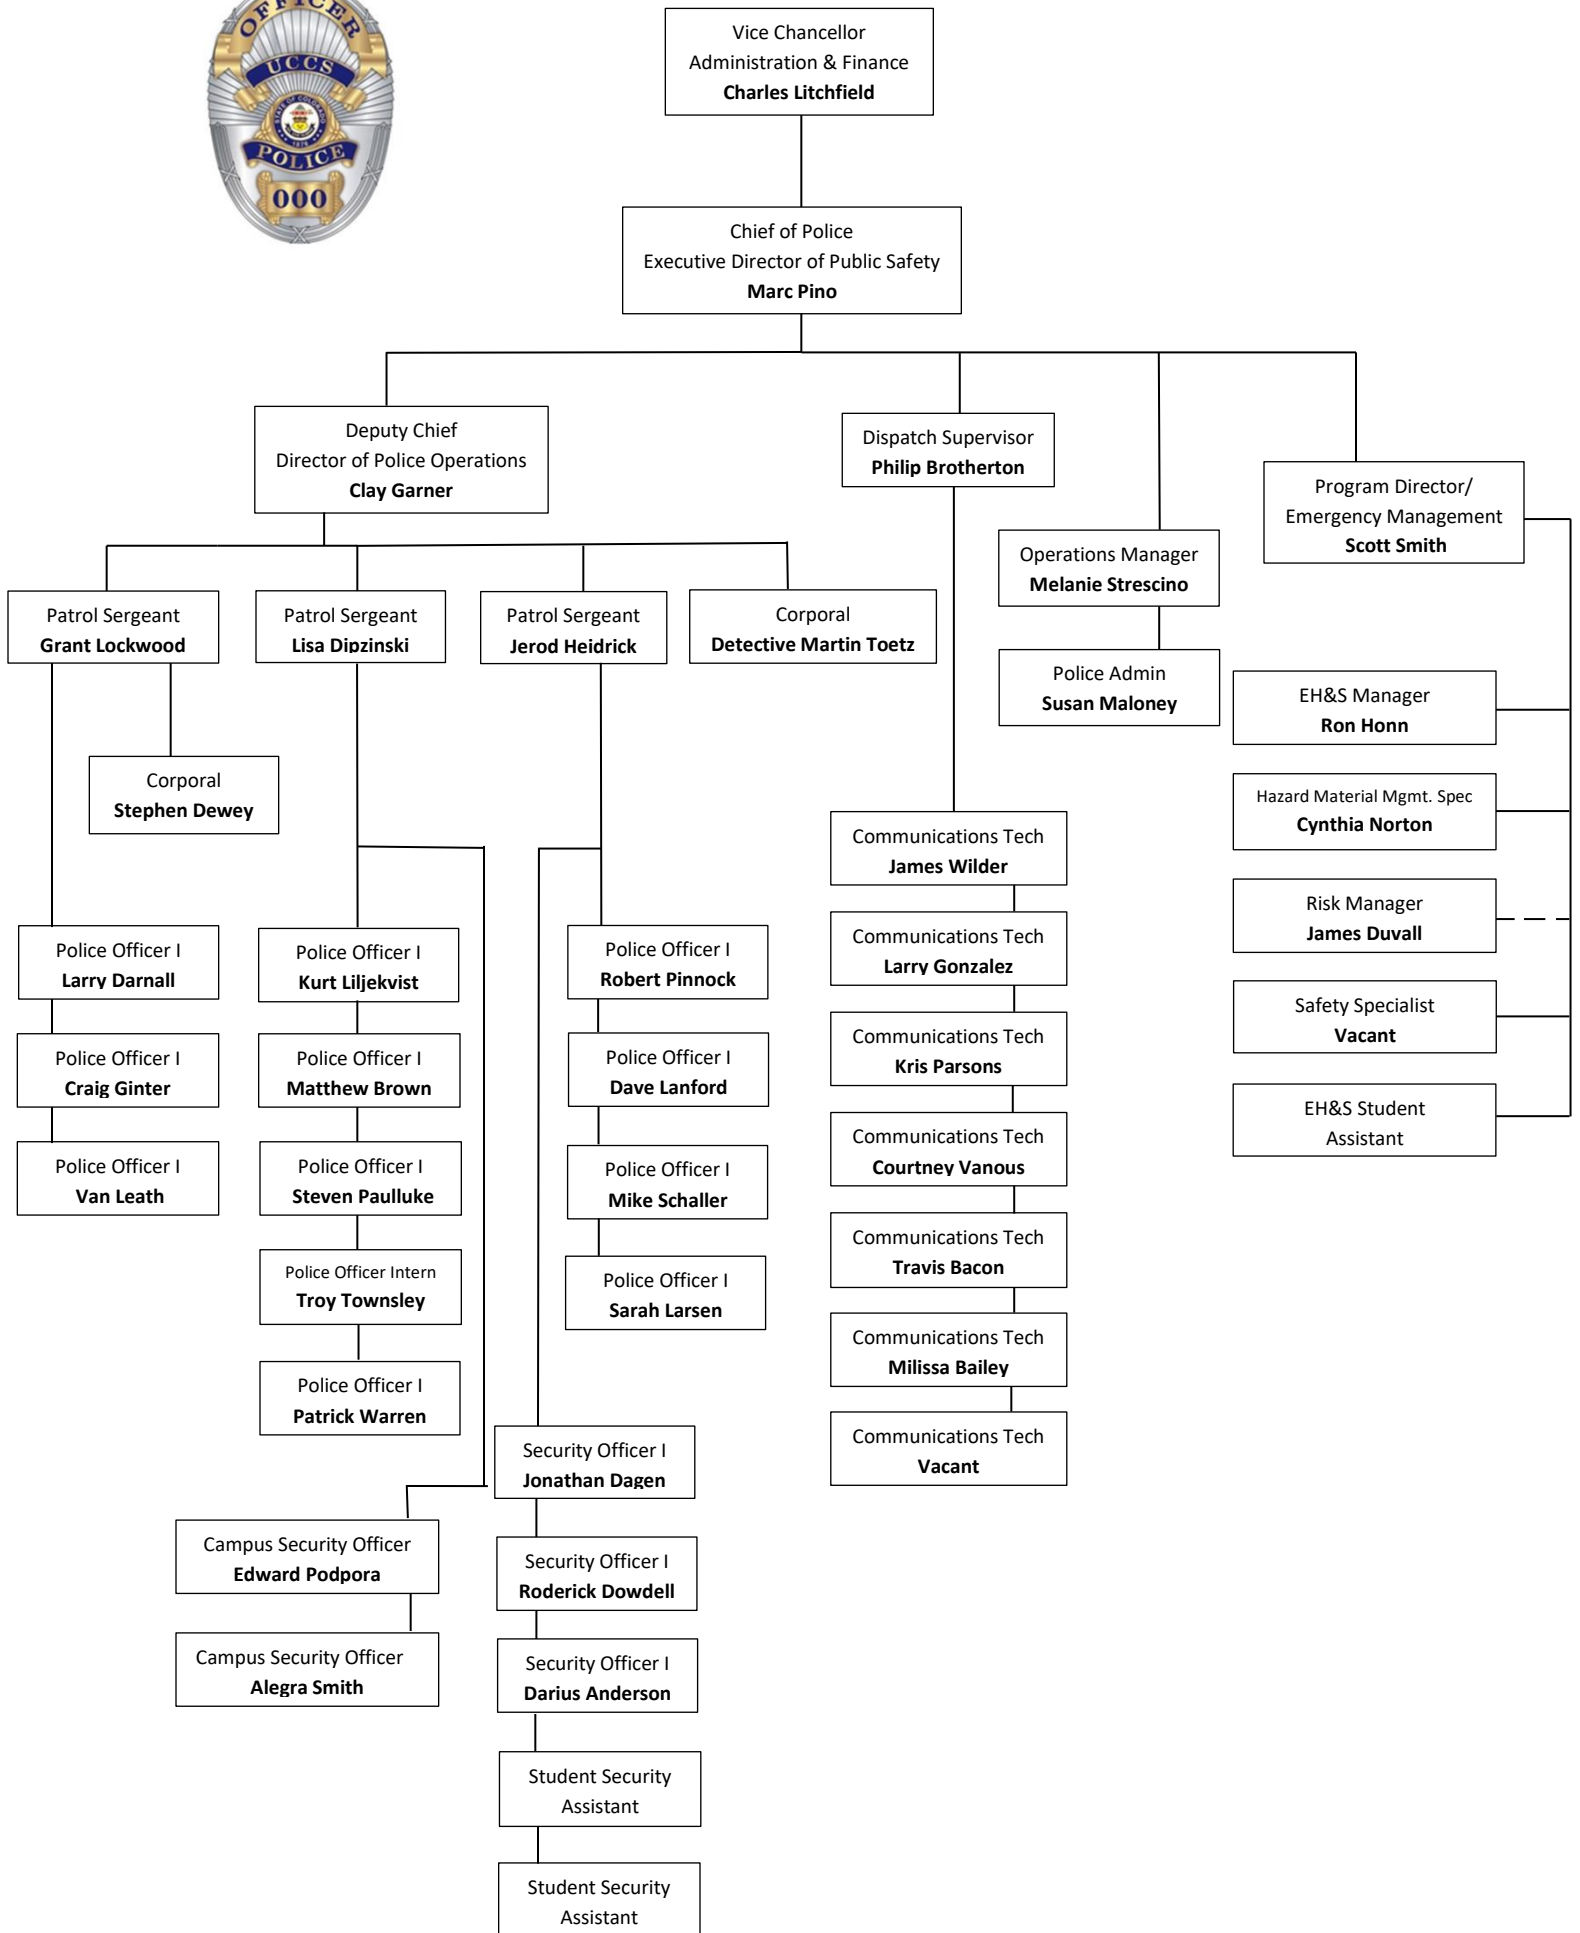 OFFICER
UCCS
STATE OF COLORADO
1876
POLICE
000
Vice Chancellor
Administration & Finance
Charles Litchfield
Chief of Police
Executive Director of Public Safety
Marc Pino
Deputy Chief
Director of Police Operations
Clay Garner
Dispatch Supervisor
Philip Brotherton
Program Director/
Emergency Management
Scott Smith
Operations Manager
Melanie Strescino
Police Admin
Susan Maloney
Patrol Sergeant
Grant Lockwood
Patrol Sergeant
Lisa Dipzinski
Patrol Sergeant
Jerod Heidrick
Corporal
Detective Martin Toetz
Corporal
Stephen Dewey
Police Officer I
Larry Darnall
Police Officer I
Craig Ginter
Police Officer I
Van Leath
Police Officer I
Kurt Liljekvist
Police Officer I
Matthew Brown
Police Officer I
Steven Paulluke
Police Officer Intern
Troy Townsley
Police Officer I
Patrick Warren
Campus Security Officer
Edward Podpora
Campus Security Officer
Alegra Smith
Police Officer I
Robert Pinnock
Police Officer I
Dave Lanford
Police Officer I
Mike Schaller
Police Officer I
Sarah Larsen
Security Officer I
Jonathan Dagen
Security Officer I
Roderick Dowdell
Security Officer I
Darius Anderson
Student Security
Assistant
Student Security
Assistant
Communications Tech
James Wilder
Communications Tech
Larry Gonzalez
Communications Tech
Kris Parsons
Communications Tech
Courtney Vanous
Communications Tech
Travis Bacon
Communications Tech
Milissa Bailey
Communications Tech
Vacant
EH&S Manager
Ron Honn
Hazard Material Mgmt. Spec
Cynthia Norton
Risk Manager
James Duvall
Safety Specialist
Vacant
EH&S Student
Assistant